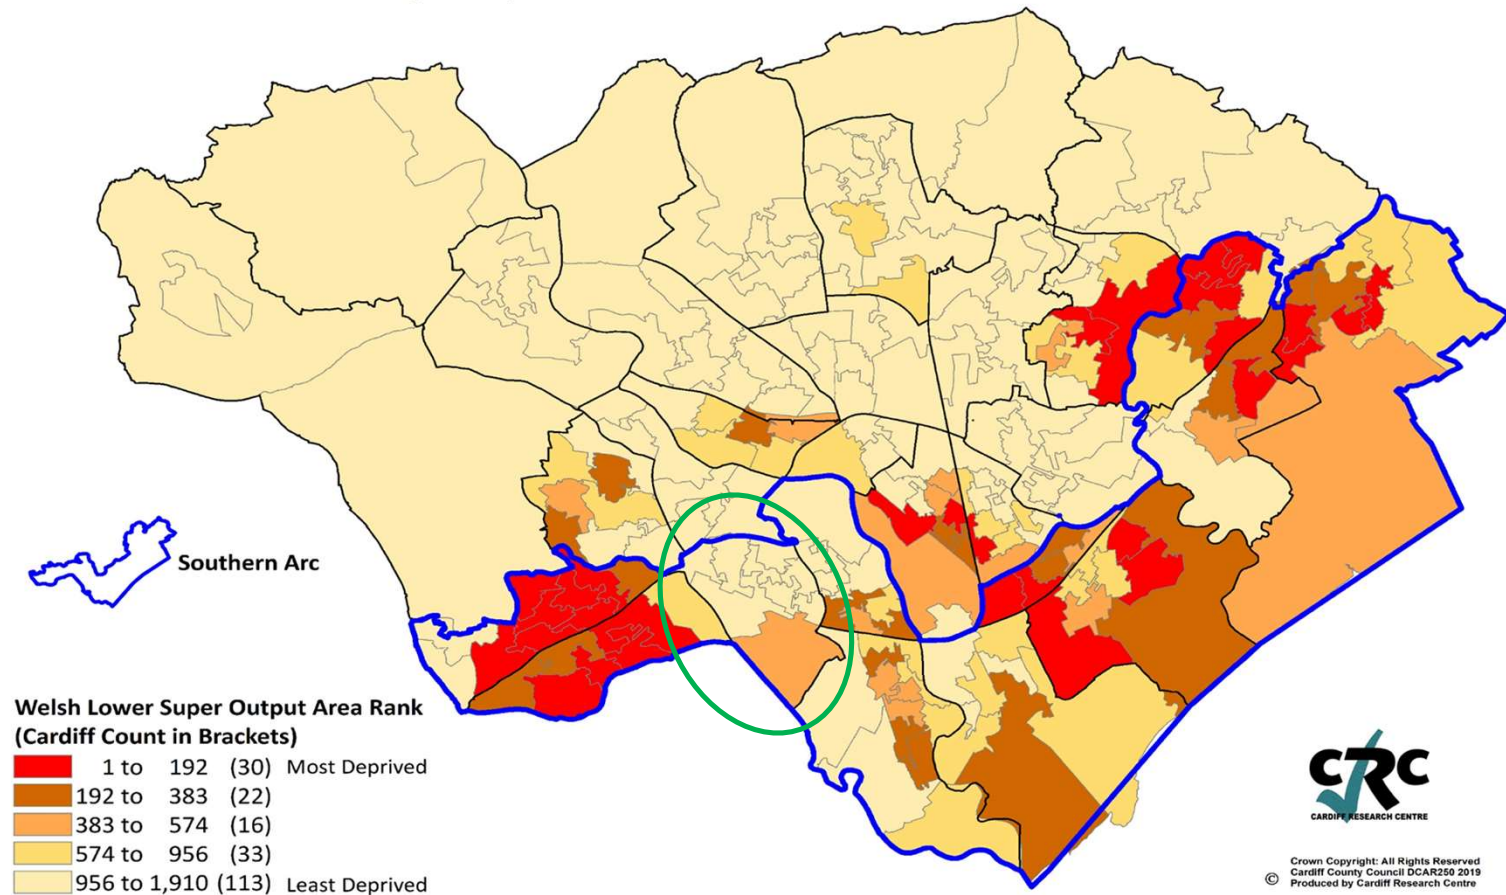 Southern Arc
Welsh Lower Super Output Area Rank
(Cardiff Count in Brackets)
1 to 192 (30) Most Deprived
192 to 383 (22)
383 to 574 (16)
574 to 956 (33)
956 to 1,910 (113) Least Deprived
CRC
CARDIFF RESEARCH CENTRE
Crown Copyright: All Rights Reserved
Cardiff County Council DCAR250 2019
© Produced by Cardiff Research Centre